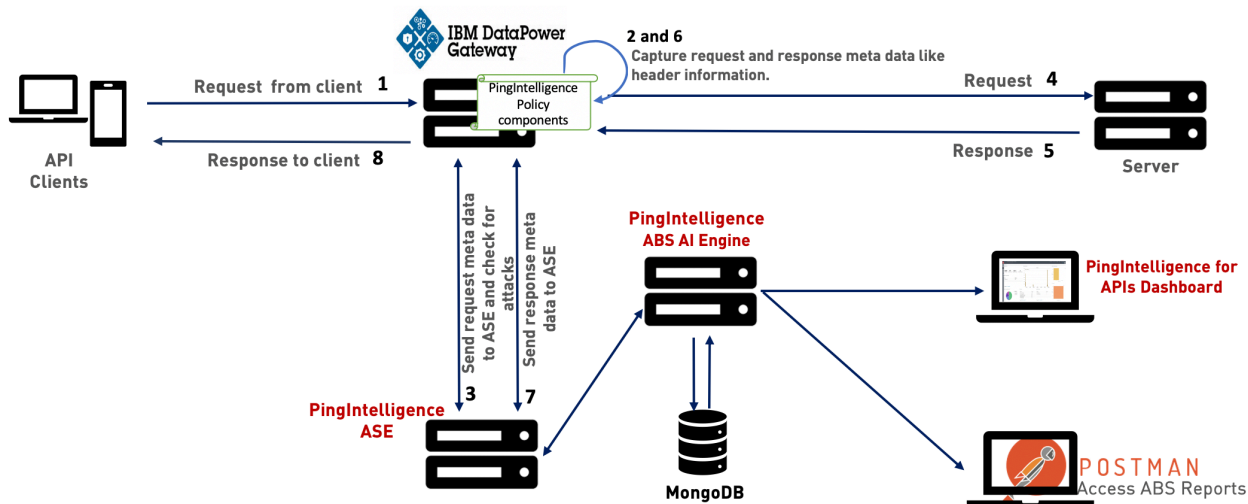 IBM DataPower
Gateway
2 and 6
Capture request and response meta data like
header information.
Request from client 1
PingIntelligence
Policy
components
Request 4
API
Clients
Response to client 8
Response 5
Server
Send request meta data
to ASE and check for
attacks
3
Send response meta
data to ASE
7
PingIntelligence
ABS AI Engine
PingIntelligence for
APIs Dashboard
PingIntelligence
ASE
MongoDB
POSTMAN
Access ABS Reports